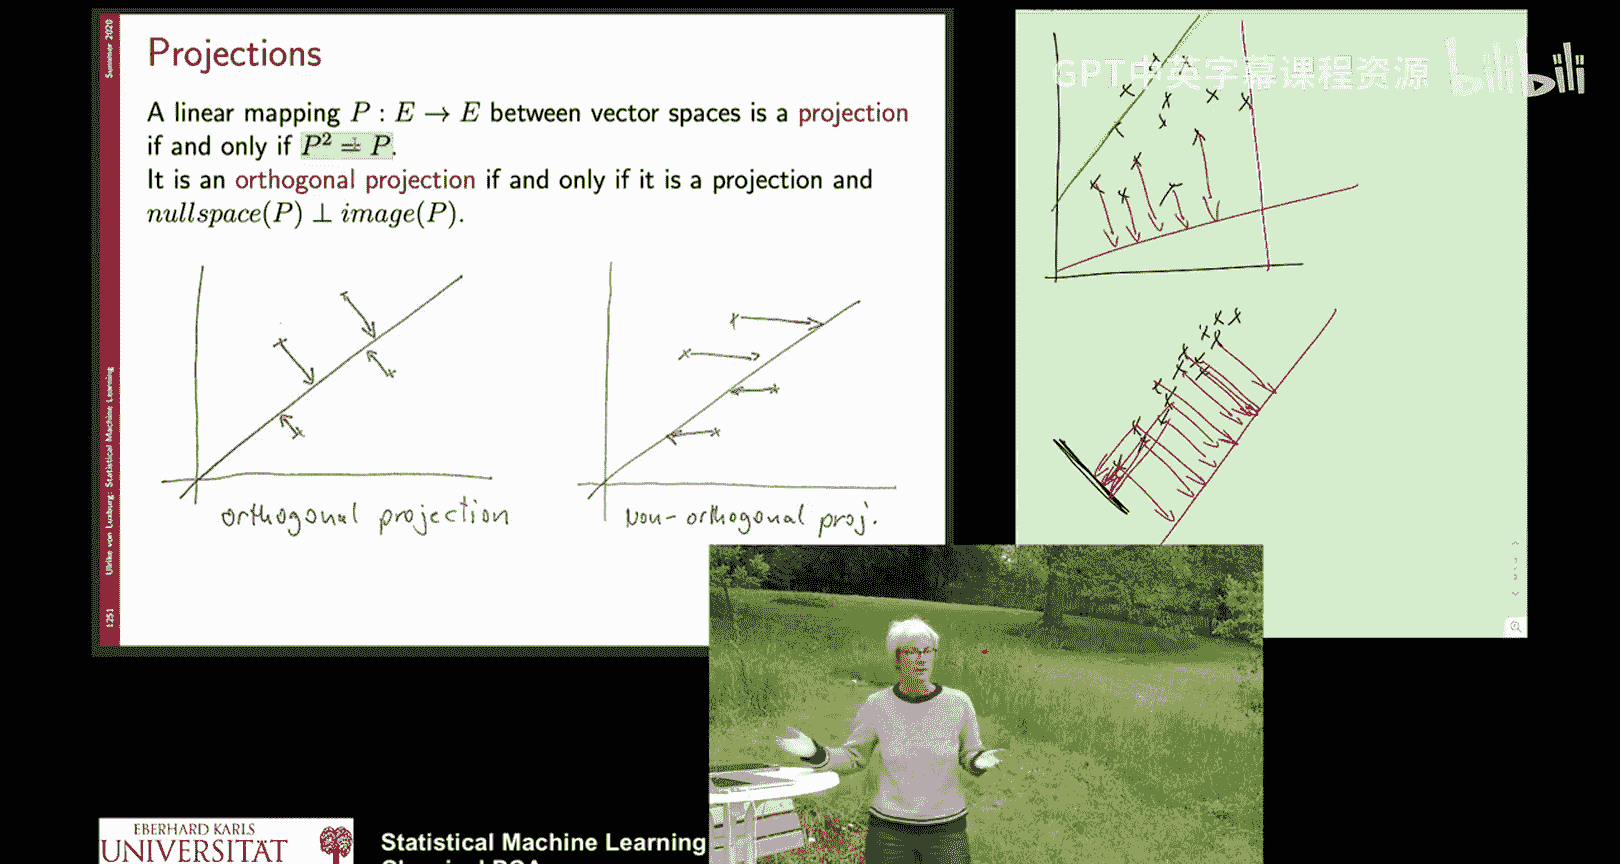 Summer 2020
Projections
A linear mapping P : E → E between vector spaces is a projection
if and only if P² = P.
It is an orthogonal projection if and only if it is a projection and
nullspace(P) ⊥ image(P).
orthogonal projection
Non-orthogonal proj.
Ulrike von Luxburg: Statistical Machine Learning
1251
GPT中英字幕课程资源
bilibili
EBERHARD KARLS
UNIVERSITÄT
Statistical Machine Learning